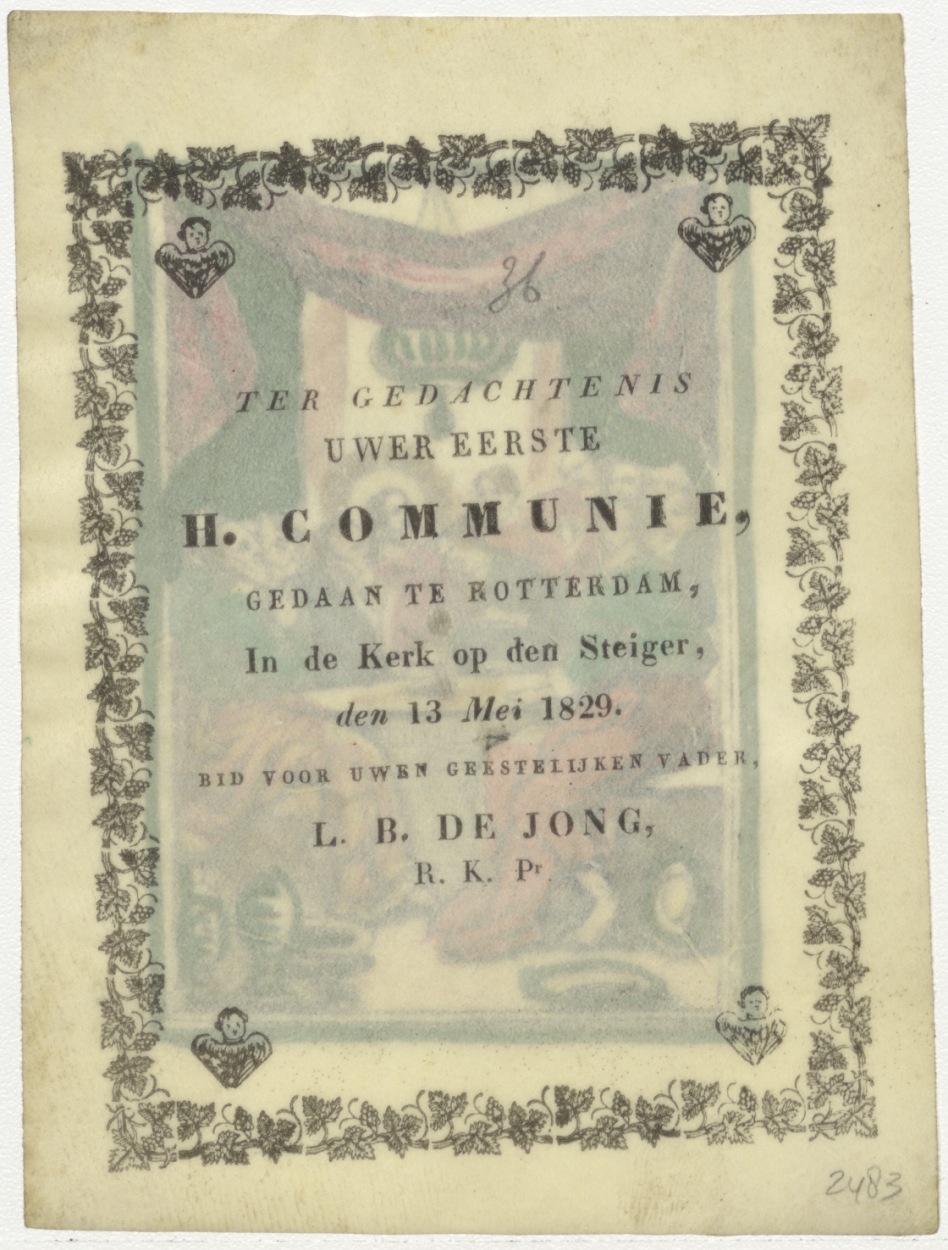 36
TER GEDACHTENIS
UWER EERSTE
H. COMMUNIE,
GEDAAN TE ROTTERDAM,
In de Kerk op den Steiger,
den 13 Mei 1829.
BID VOOR UWEN GEESTELIJKEN VADER,
L. B. DE JONG,
R. K. Pr.
2483